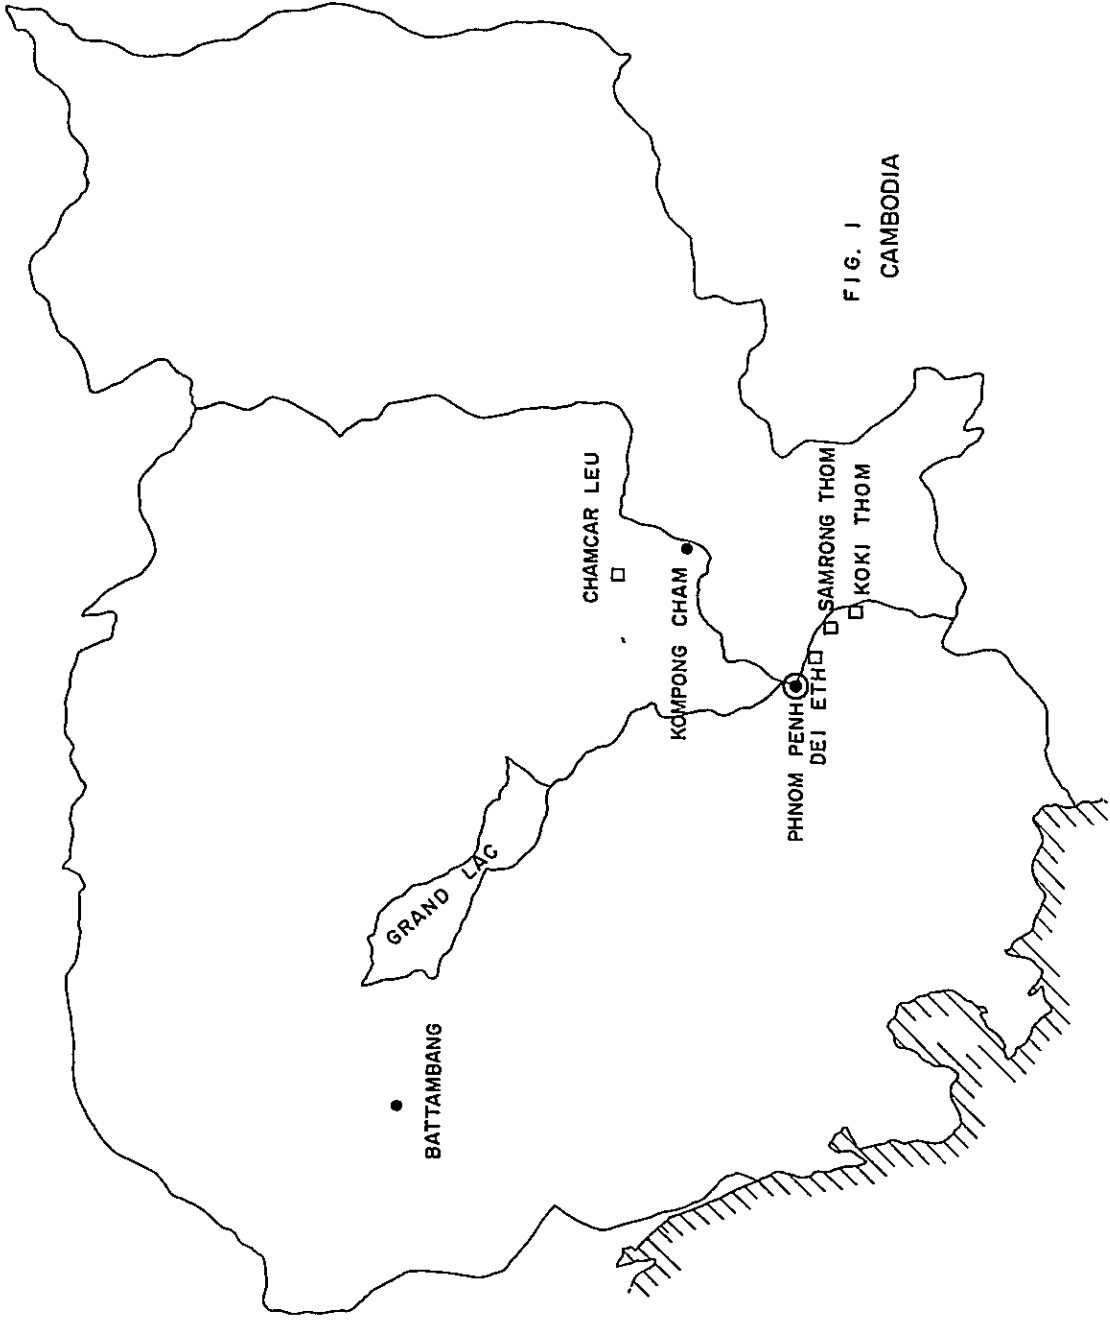 BATTAMBANG
GRAND LAC
CHAMCAR LEU
KOMPONG CHAM
PHNOM PENH
DEI ETH
SAMRONG THOM
KOKI THOM
FIG. 1
CAMBODIA